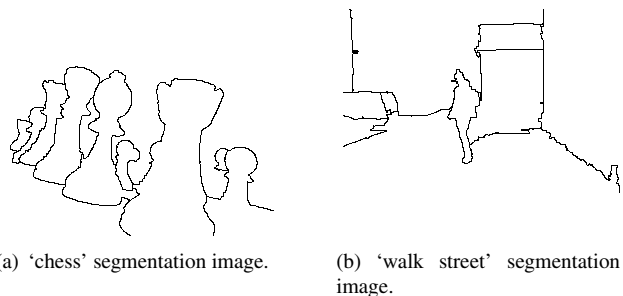 a) ‘chess’ segmentation image.
(b) ‘walk street’ segmentation
image.